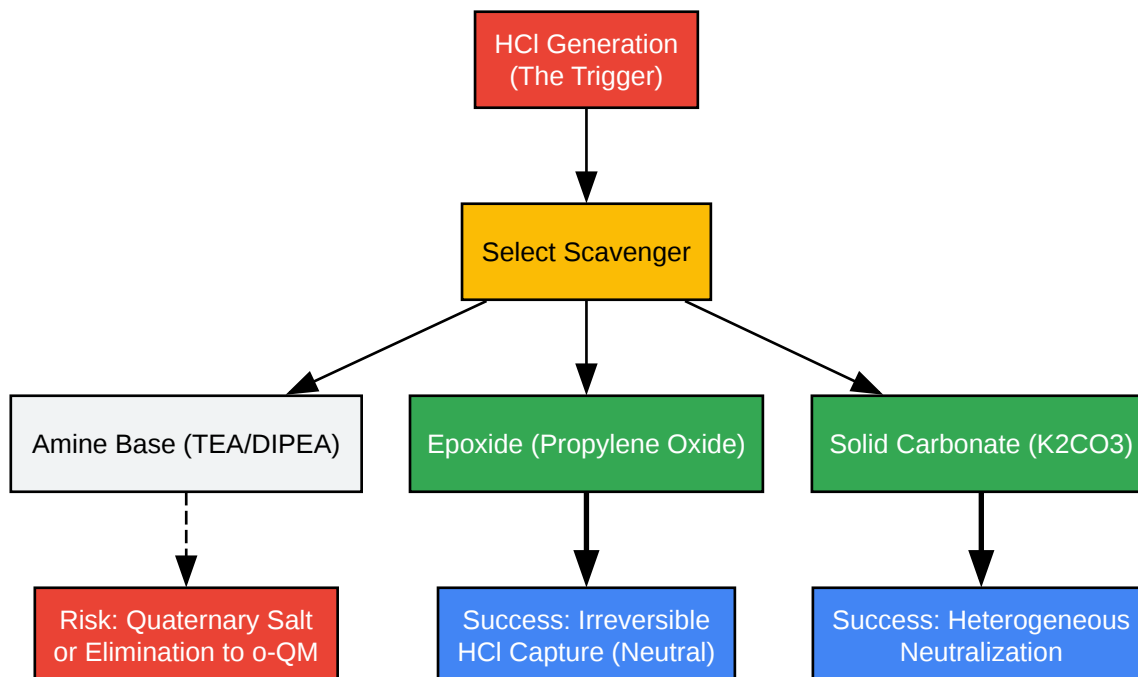 HCl Generation
(The Trigger)
Select Scavenger
Amine Base (TEA/DIPEA)
Epoxide (Propylene Oxide)
Solid Carbonate (K2CO3)
Risk: Quaternary Salt
or Elimination to o-QM
Success: Irreversible
HCl Capture (Neutral)
Success: Heterogeneous
Neutralization